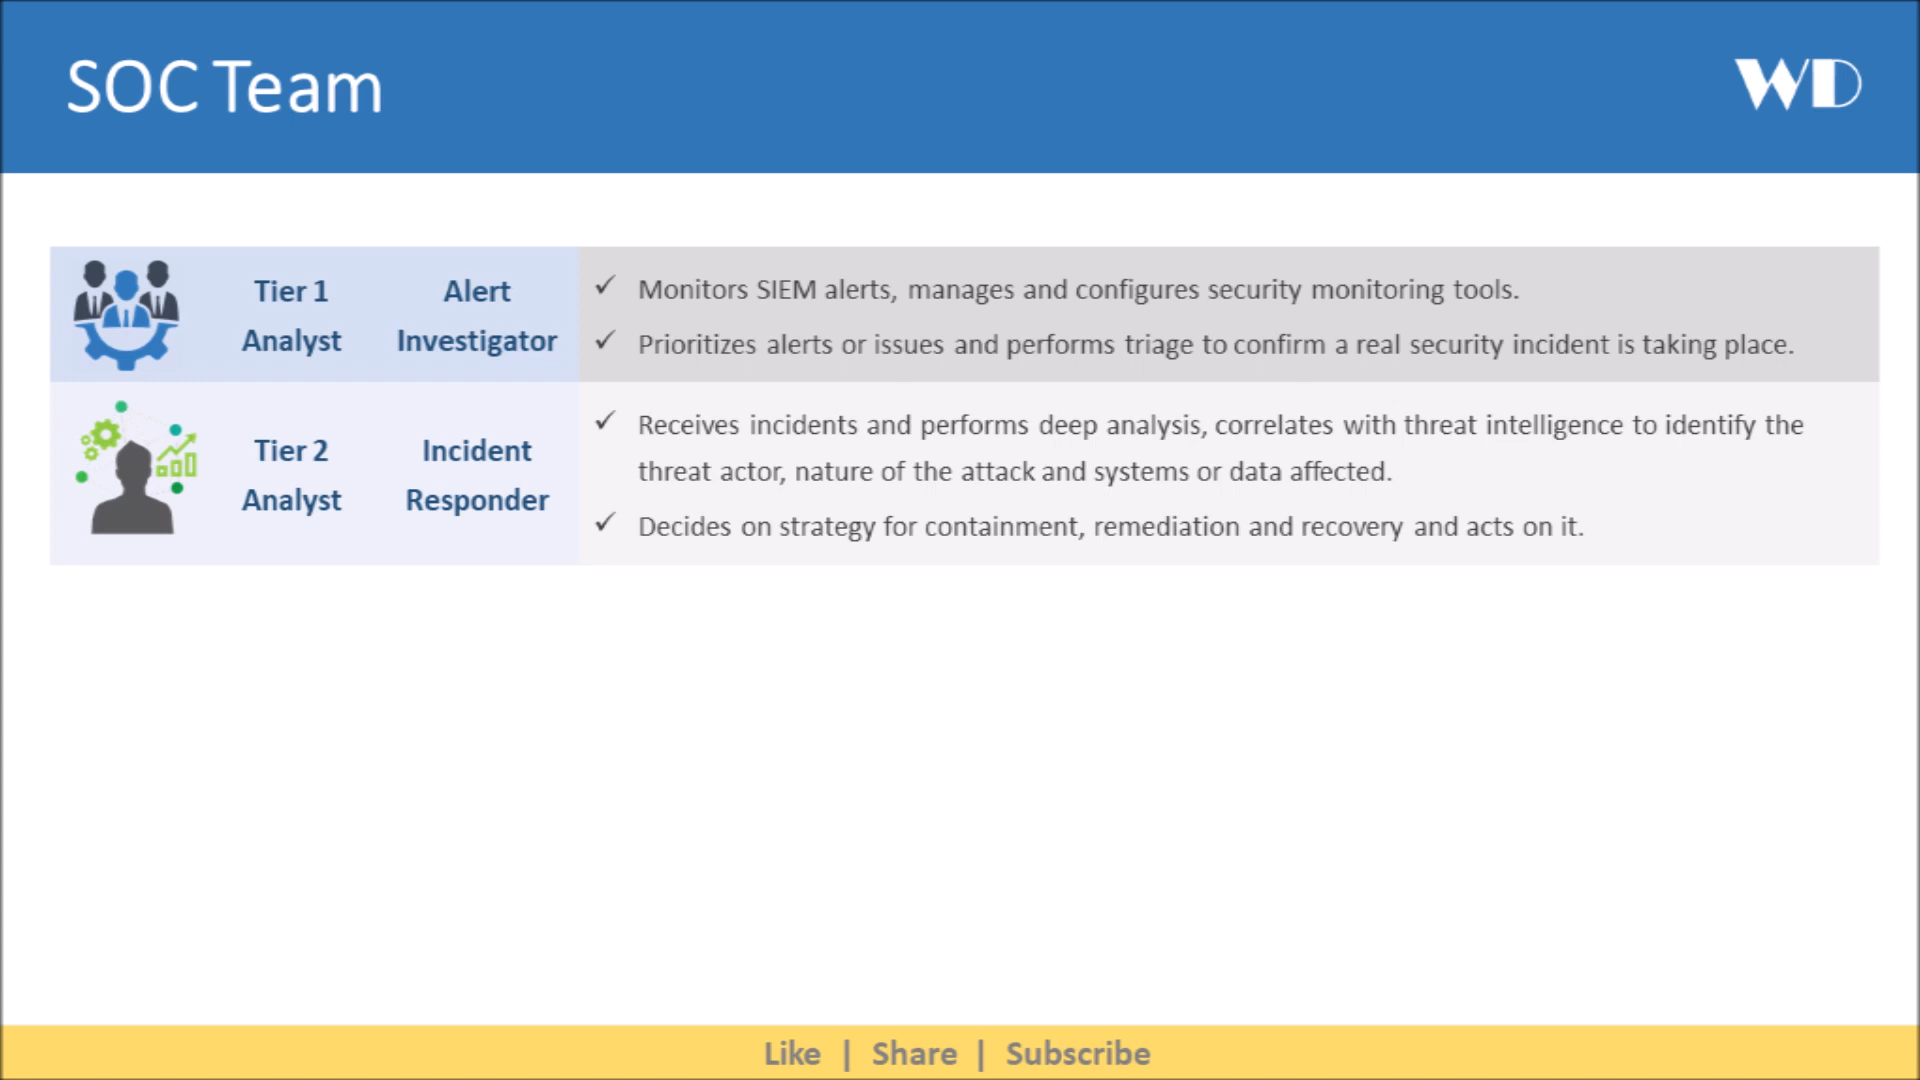 SOC Team
WD
Tier 1 Analyst
Alert Investigator
✓ Monitors SIEM alerts, manages and configures security monitoring tools.
✓ Prioritizes alerts or issues and performs triage to confirm a real security incident is taking place.
Tier 2 Analyst
Incident Responder
✓ Receives incidents and performs deep analysis, correlates with threat intelligence to identify the
threat actor, nature of the attack and systems or data affected.
✓ Decides on strategy for containment, remediation and recovery and acts on it.
Like | Share | Subscribe